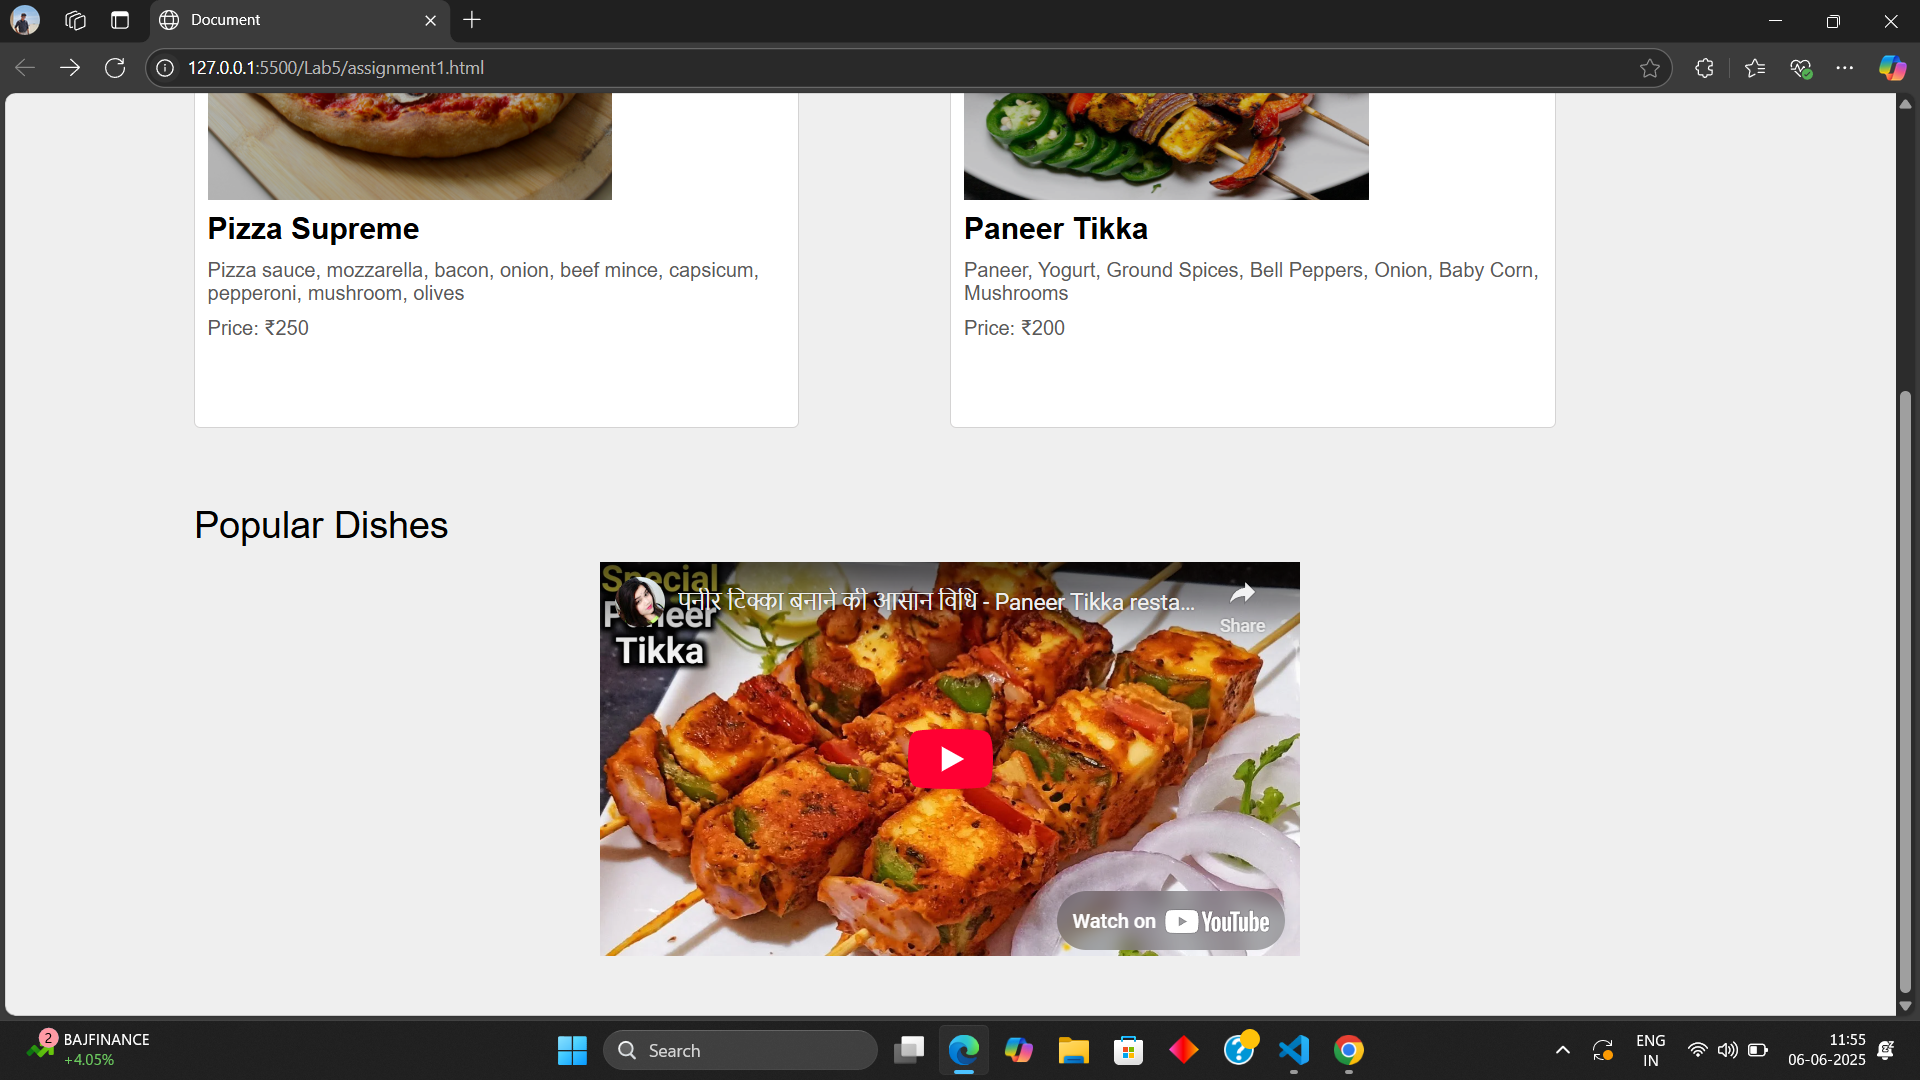 Document
127.0.0.1:5500/Lab5/assignment1.html
Pizza Supreme
Pizza sauce, mozzarella, bacon, onion, beef mince, capsicum,
pepperoni, mushroom, olives
Price: ₹250
Paneer Tikka
Paneer, Yogurt, Ground Spices, Bell Peppers, Onion, Baby Corn,
Mushrooms
Price: ₹200
Popular Dishes
पनीर टिक्का बनाने की आसान विधि - Paneer Tikka resta...
Share
Special
Paneer
Tikka
Watch on YouTube
2
BAJFINANCE
+4.05%
Search
ENG
IN
11:55
06-06-2025